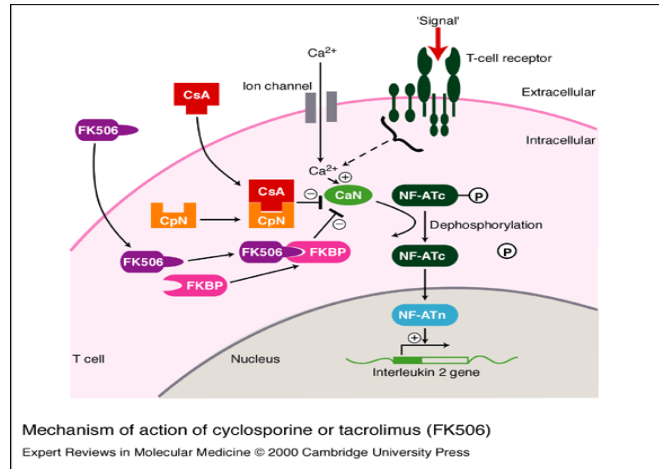 'Signal'
Ca²⁺
T-cell receptor
Ion channel
CsA
Extracellular
FK506
Intracellular
Ca²⁺
+
CsA
−
CaN
NF-ATc
P
CpN
CpN
−
Dephosphorylation
FK506
FK506
FKBP
NF-ATc
P
FKBP
NF-ATn
+
T cell
Nucleus
Interleukin 2 gene
Mechanism of action of cyclosporine or tacrolimus (FK506)
Expert Reviews in Molecular Medicine © 2000 Cambridge University Press